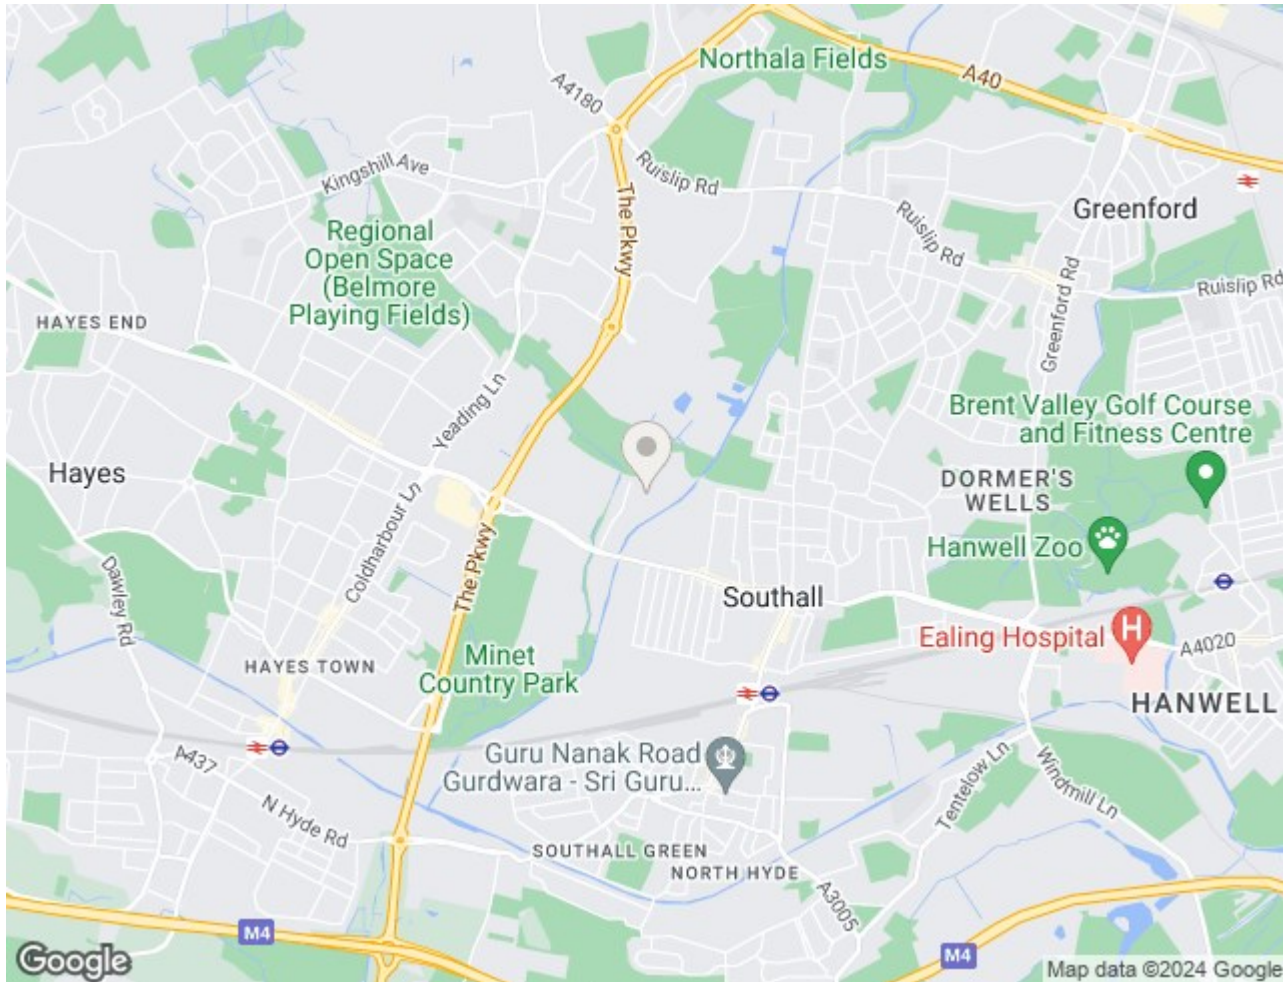 Northala Fields
A40
A4180
Kingshill Ave
Ruislip Rd
The Pkwy
Ruislip Rd
Greenford
Regional
Open Space
(Belmore
Playing Fields)
Ruislip Rd
HAYES END
Greenford Rd
Yeading Ln
Brent Valley Golf Course
and Fitness Centre
Hayes
DORMER'S
WELLS
Coldharbour Ln
Hanwell Zoo
The Pkwy
Dawley Rd
Southall
Ealing Hospital
H
A4020
HAYES TOWN
Minet
Country Park
HANWELL
A437
Guru Nanak Road
Gurdwara - Sri Guru...
Tentelow Ln
Windmill Ln
N Hyde Rd
SOUTHALL GREEN
NORTH HYDE
A3005
M4
M4
Google
Map data ©2024 Google